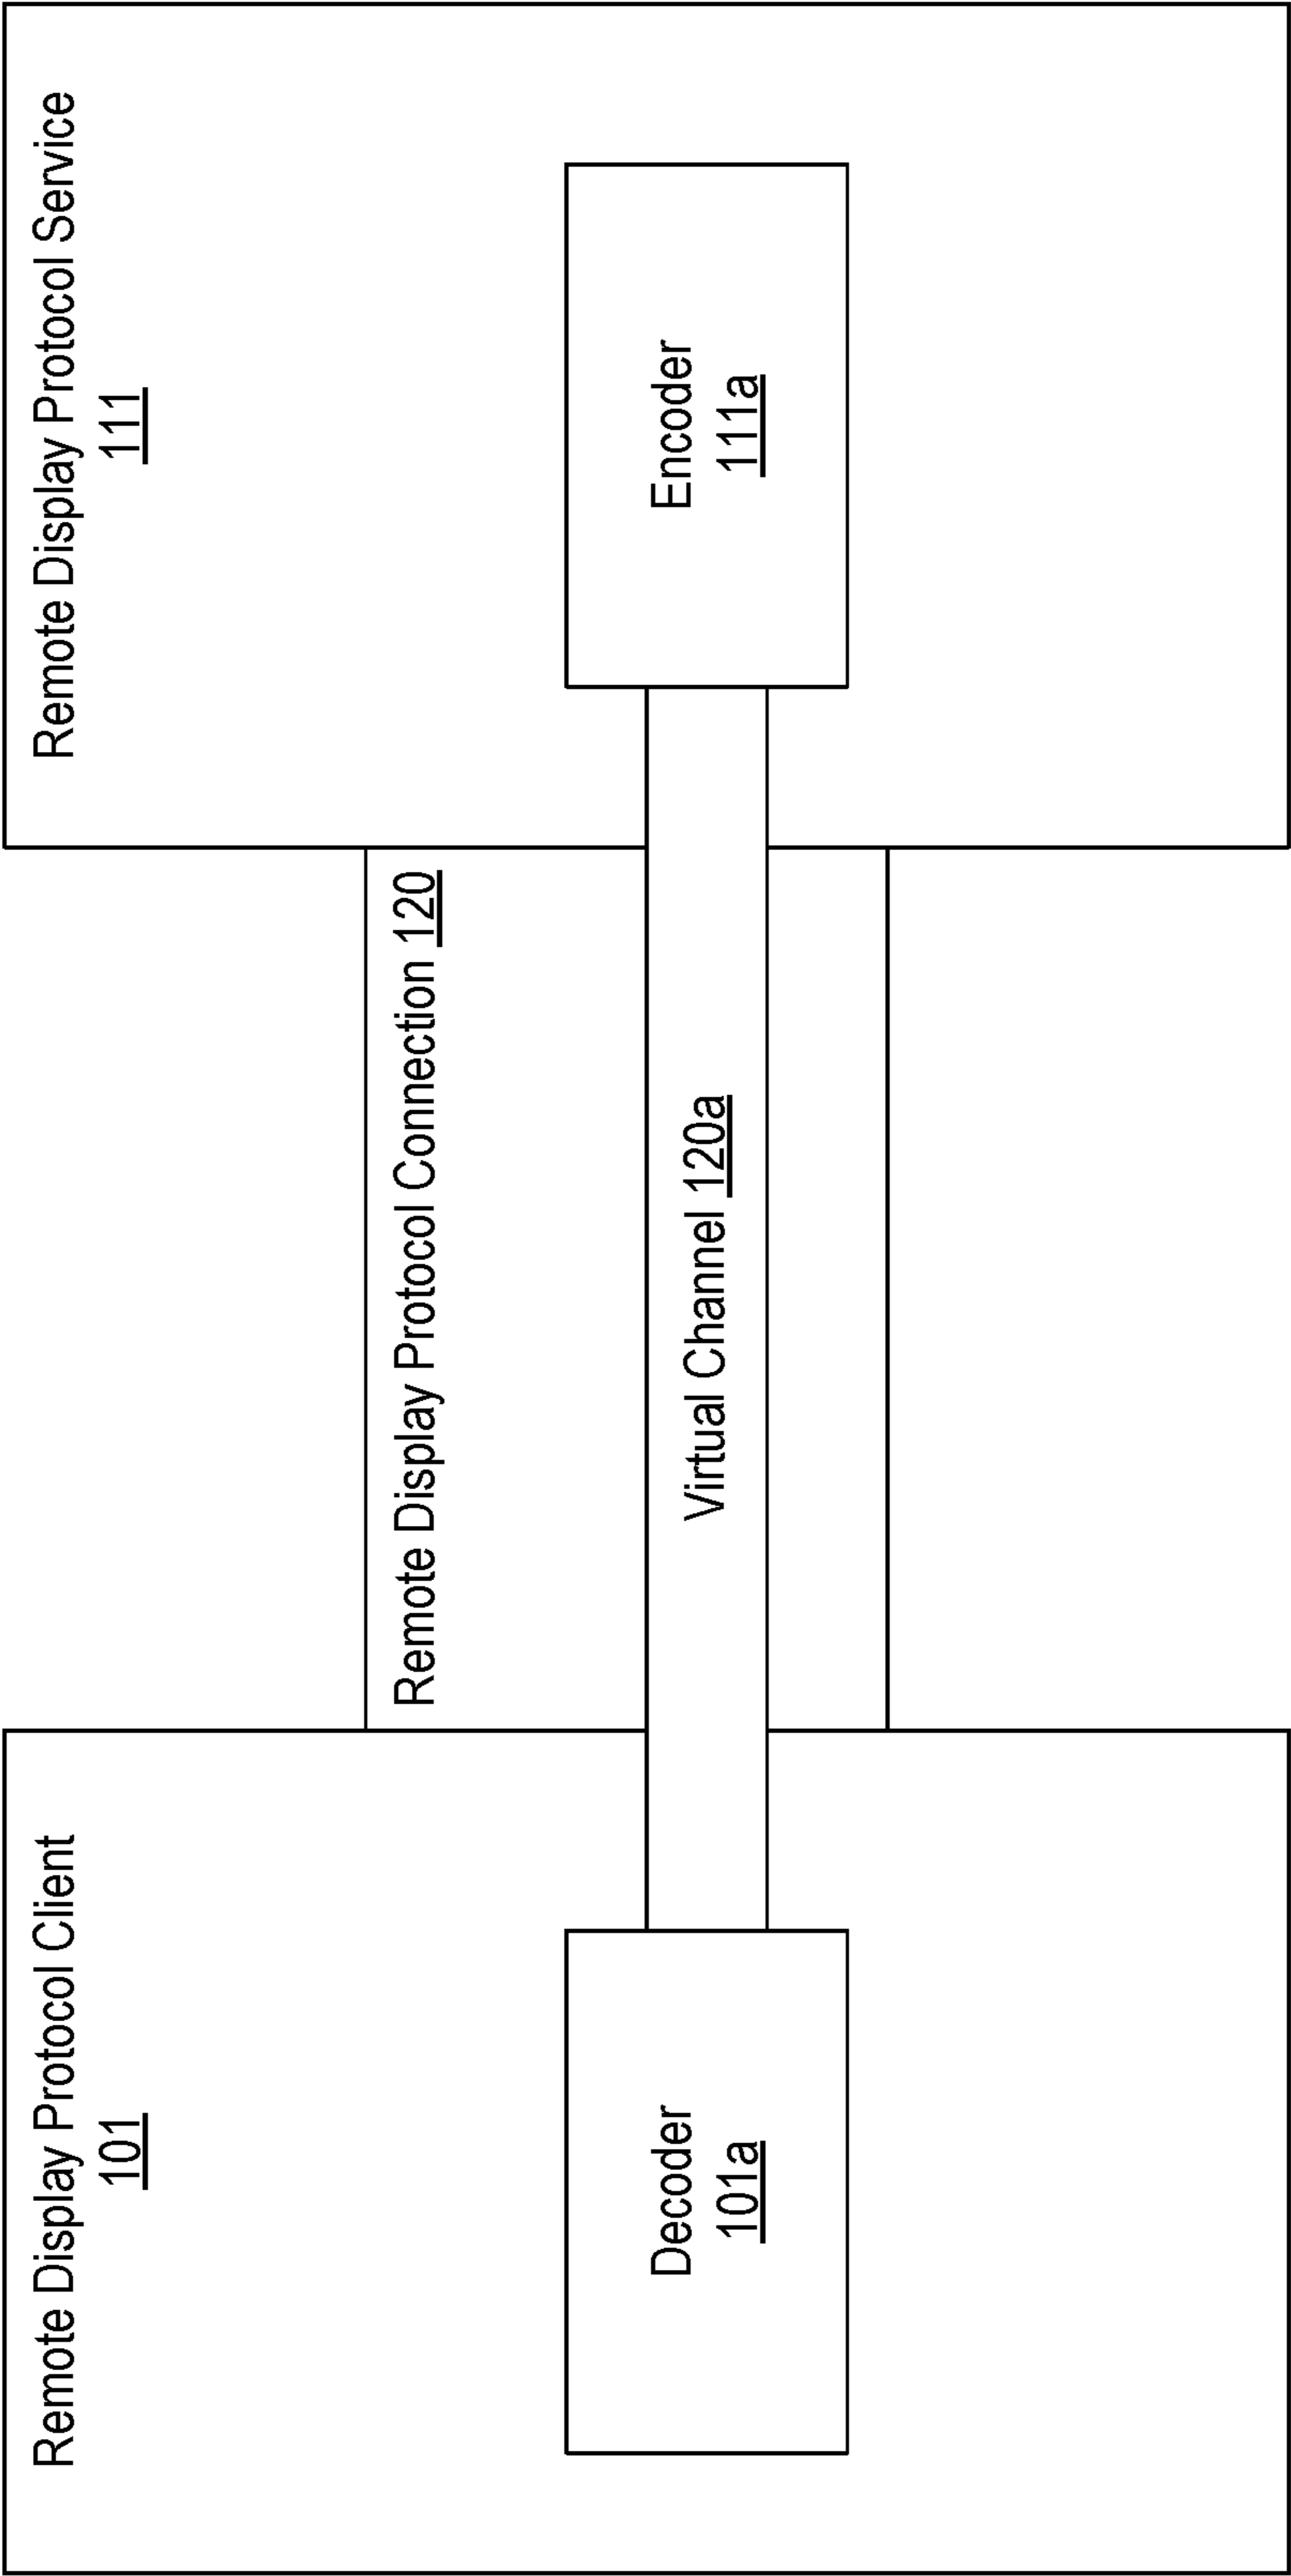 Remote Display Protocol Client
101
Remote Display Protocol Service
111
Remote Display Protocol Connection 120
Virtual Channel 120a
Decoder
101a
Encoder
111a